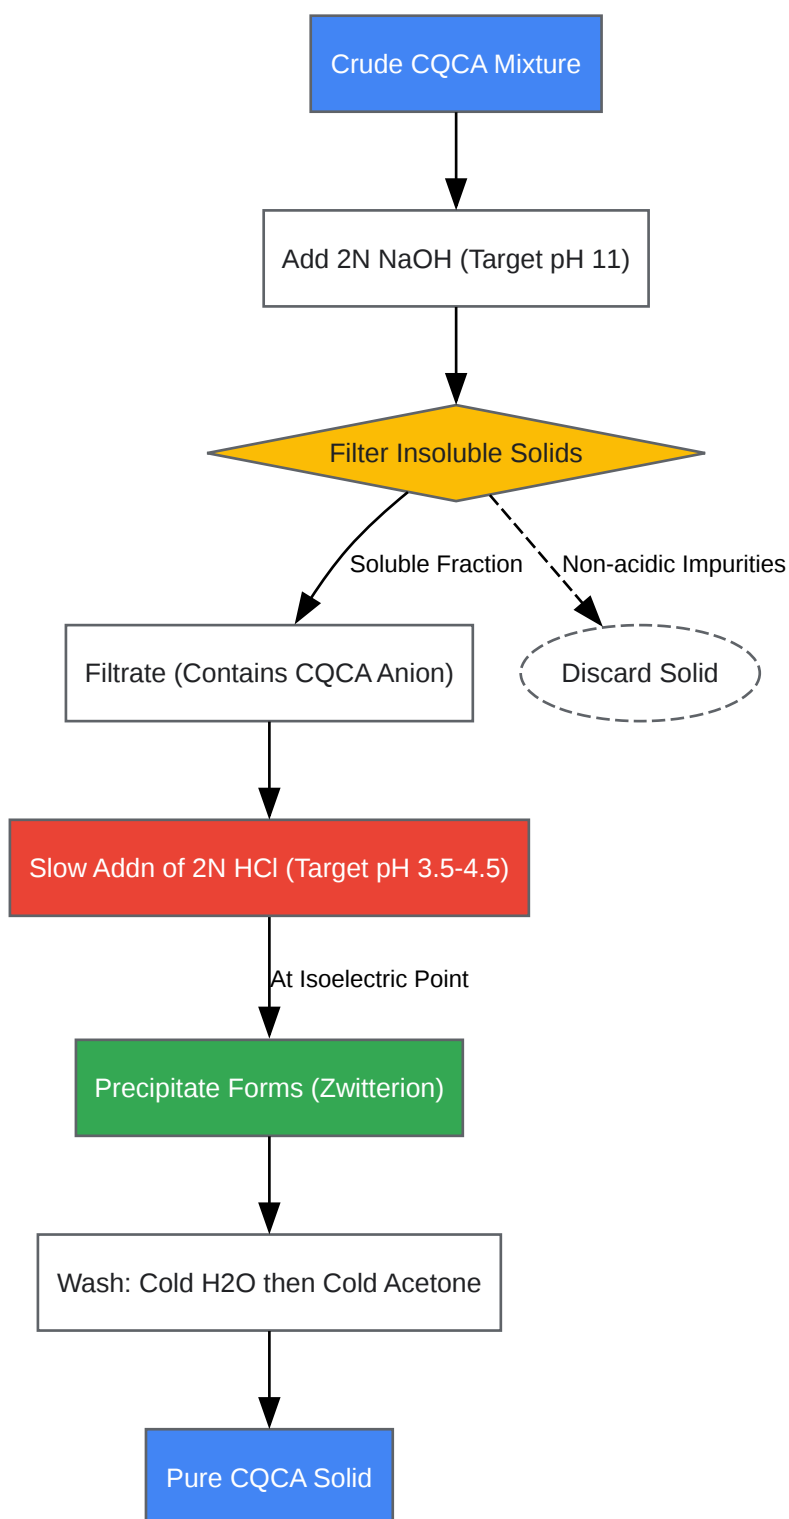 Crude CQCA Mixture
Add 2N NaOH (Target pH 11)
Filter Insoluble Solids
Soluble Fraction
Non-acidic Impurities
Filtrate (Contains CQCA Anion)
Discard Solid
Slow Addn of 2N HCl (Target pH 3.5-4.5)
At Isoelectric Point
Precipitate Forms (Zwitterion)
Wash: Cold H2O then Cold Acetone
Pure CQCA Solid